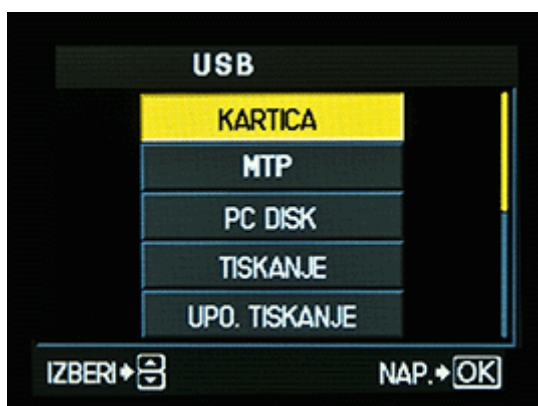 USB
KARTICA
MTP
PC DISK
TISKANJE
UPO. TISKANJE
IZBERI NAP. OK